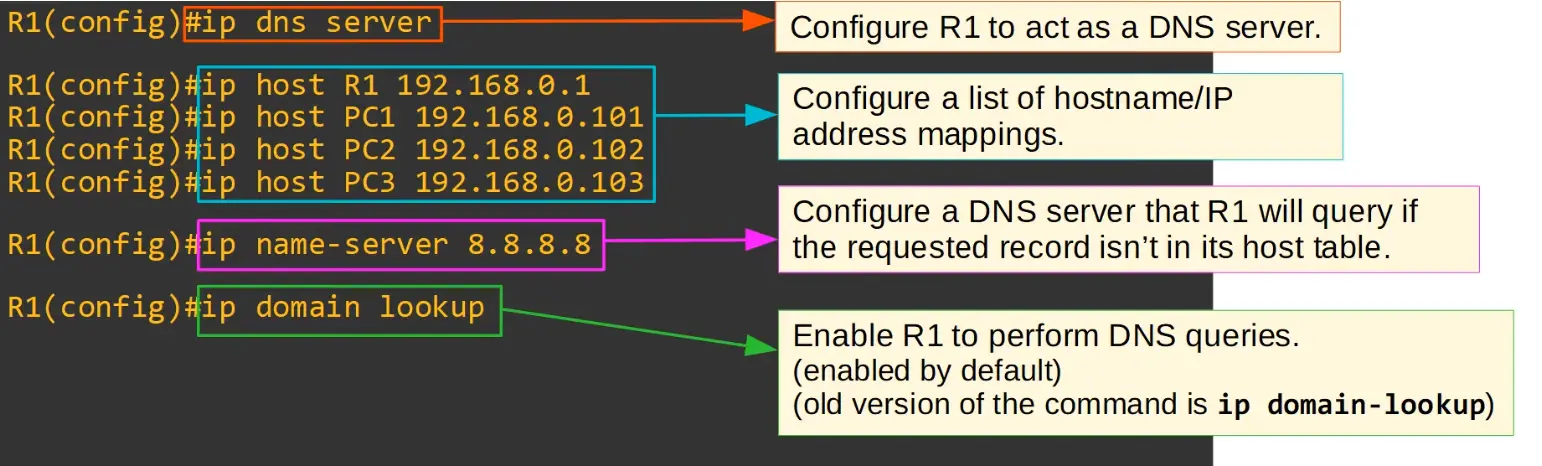 R1(config)#ip dns server
Configure R1 to act as a DNS server.
R1(config)#ip host R1 192.168.0.1
R1(config)#ip host PC1 192.168.0.101
R1(config)#ip host PC2 192.168.0.102
R1(config)#ip host PC3 192.168.0.103
Configure a list of hostname/IP
address mappings.
R1(config)#ip name-server 8.8.8.8
Configure a DNS server that R1 will query if
the requested record isn't in its host table.
R1(config)#ip domain lookup
Enable R1 to perform DNS queries.
(enabled by default)
(old version of the command is ip domain-lookup)